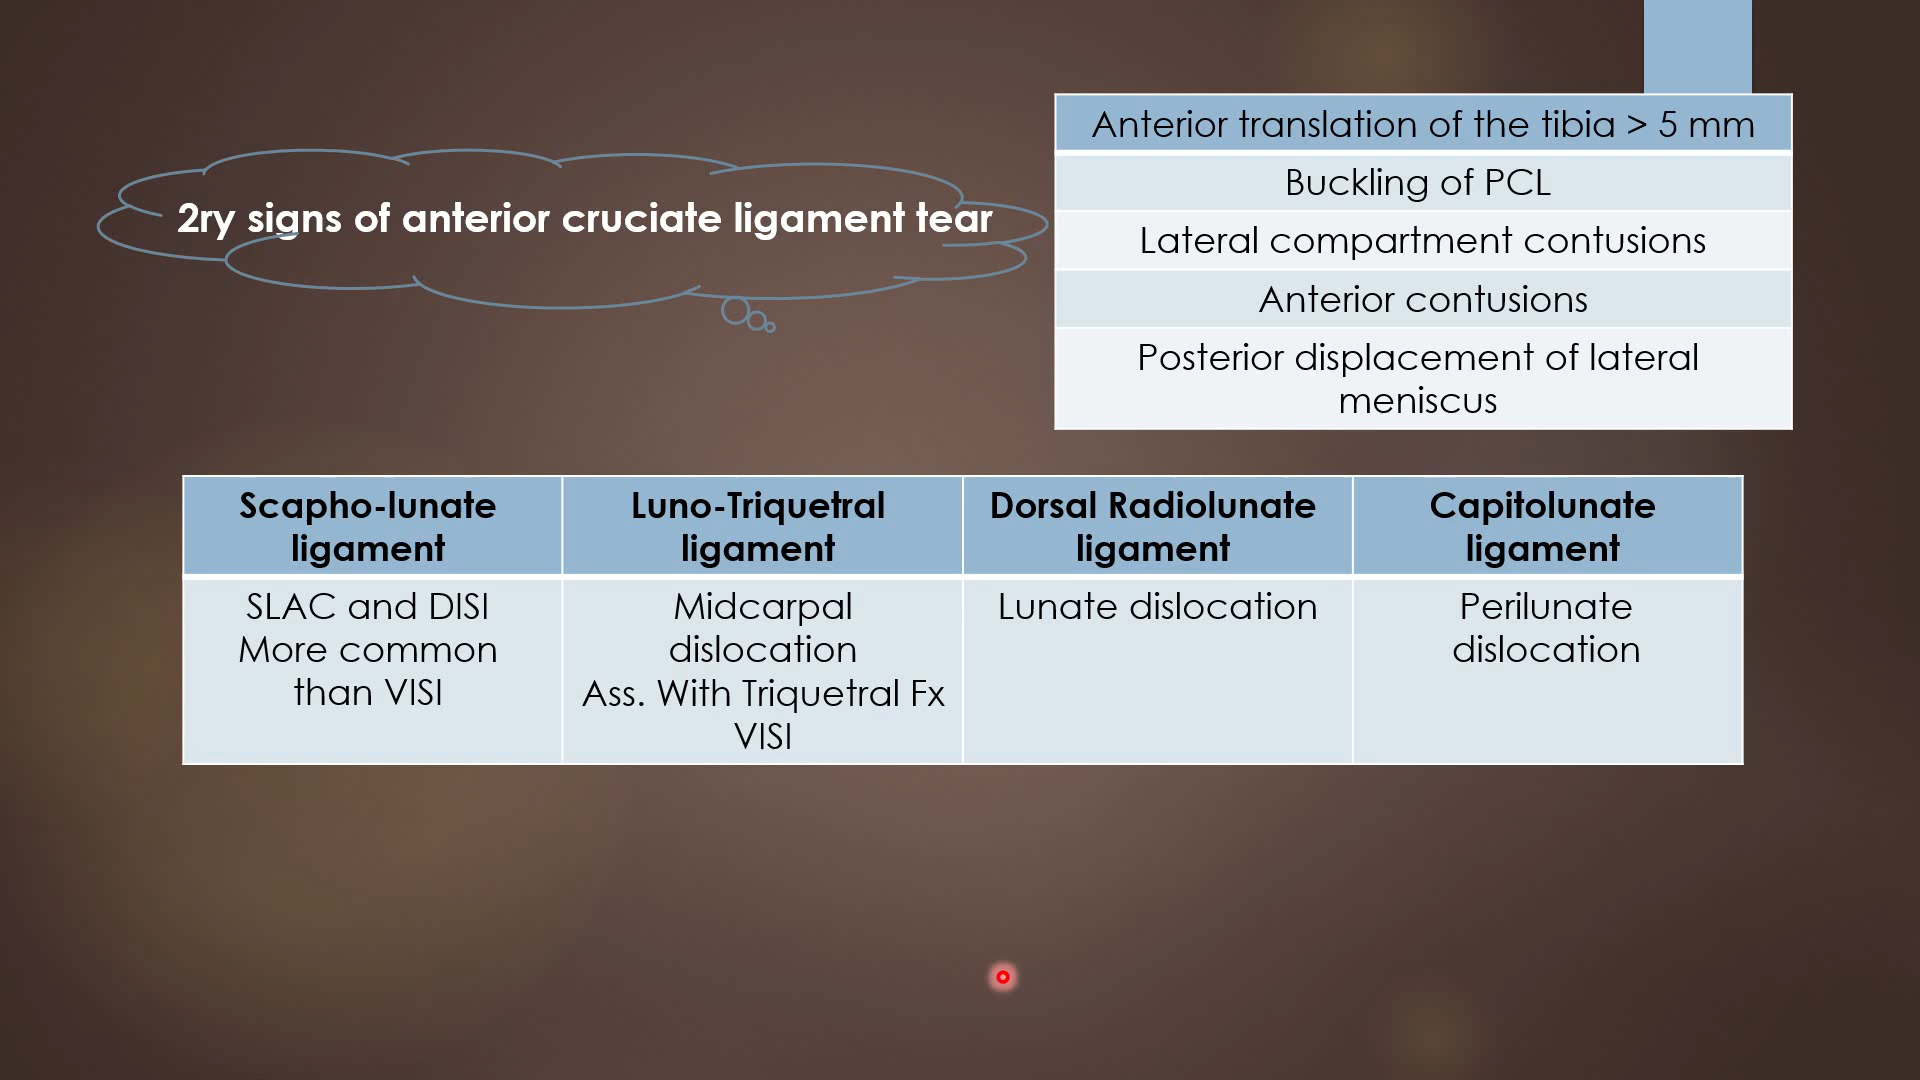 2ry signs of anterior cruciate ligament tear
Anterior translation of the tibia > 5 mm
Buckling of PCL
Lateral compartment contusions
Anterior contusions
Posterior displacement of lateral
meniscus
Scapho-lunate
ligament
Luno-Triquetral
ligament
Dorsal Radiolunate
ligament
Capitolunate
ligament
SLAC and DISI
More common
than VISI
Midcarpal
dislocation
Ass. With Triquetral Fx
VISI
Lunate dislocation
Perilunate
dislocation